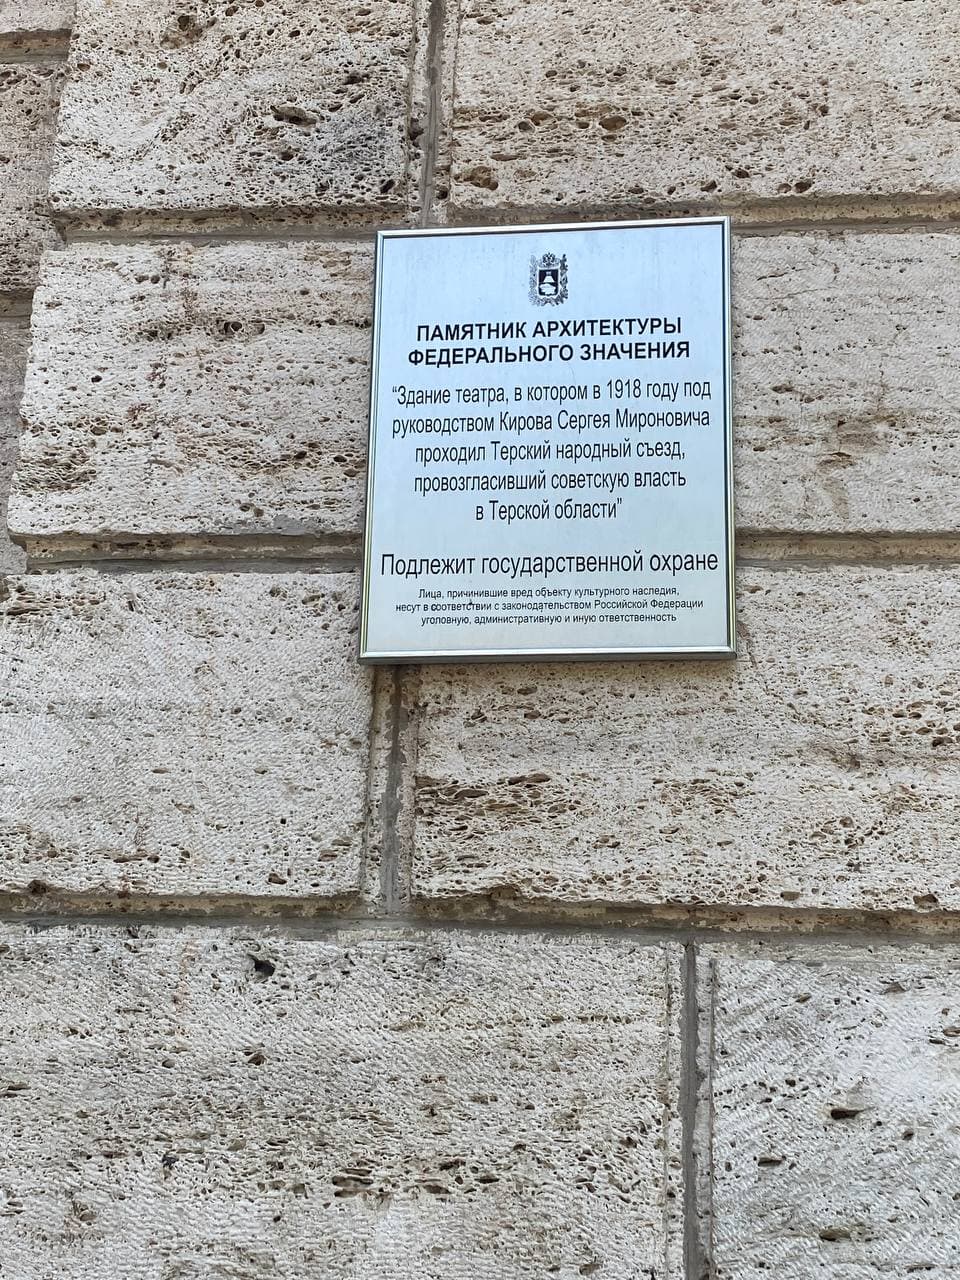 ПАМЯТНИК АРХИТЕКТУРЫ
ФЕДЕРАЛЬНОГО ЗНАЧЕНИЯ
“Здание театра, в котором в 1918 году под
руководством Кирова Сергея Мироновича
проходил Терский народный съезд,
провозгласивший советскую власть
в Терской области”
Подлежит государственной охране
Лица, причинившие вред объекту культурного наследия,
несут в соответствии с законодательством Российской Федерации
уголовную, административную и иную ответственность